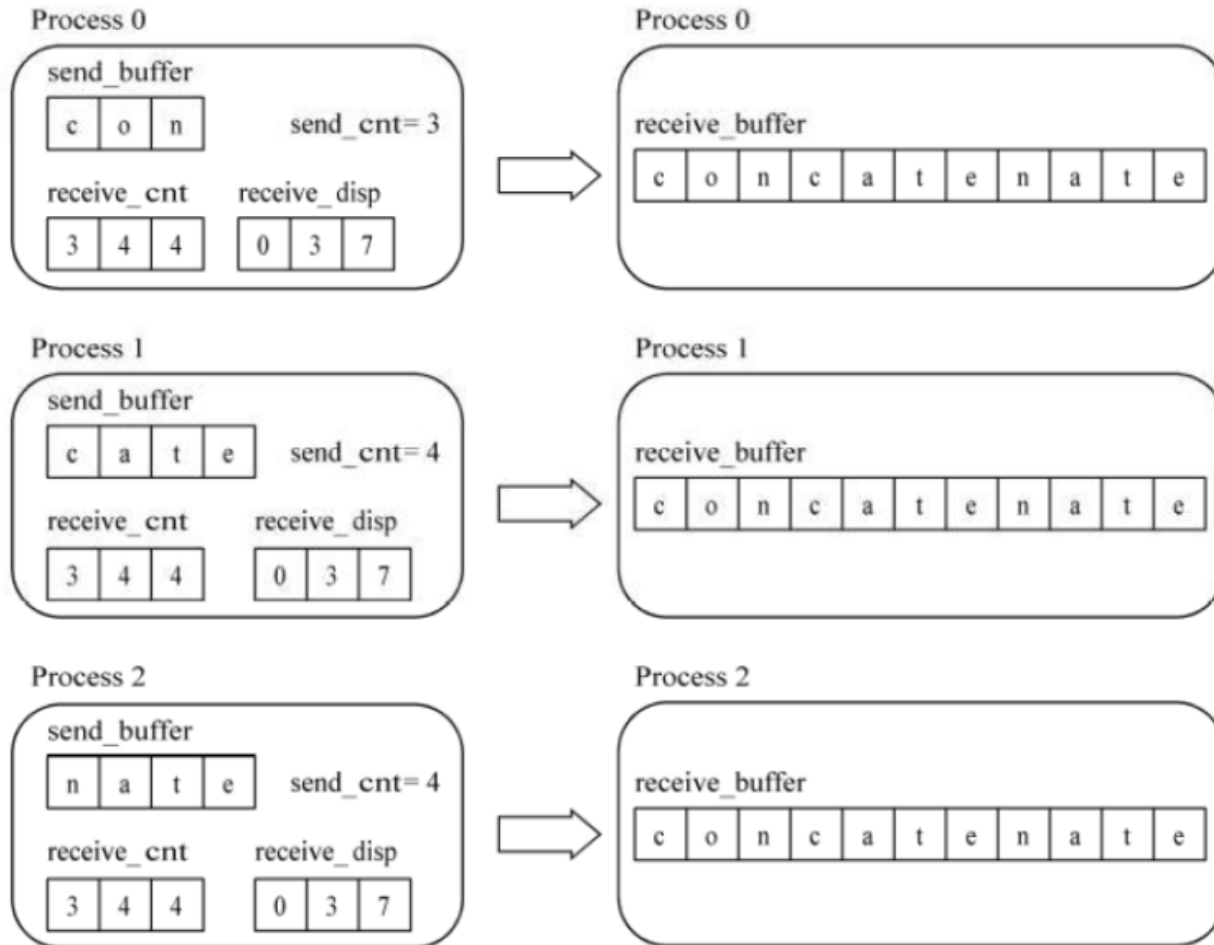 Process 0
send_buffer
c o n
send_cnt= 3
receive_cnt
3 4 4
receive_disp
0 3 7
Process 0
receive_buffer
c o n c a t e n a t e
Process 1
send_buffer
c a t e
send_cnt= 4
receive_cnt
3 4 4
receive_disp
0 3 7
Process 1
receive_buffer
c o n c a t e n a t e
Process 2
send_buffer
n a t e
send_cnt= 4
receive_cnt
3 4 4
receive_disp
0 3 7
Process 2
receive_buffer
c o n c a t e n a t e